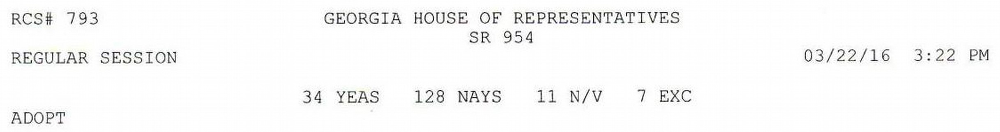 RCS# 793 GEORGIA HOUSE OF REPRESENTATIVES
SR 954
REGULAR SESSION 03/22/16 3:22 PM
34 YEAS 128 NAYS 11 N/V 7 EXC
ADOPT